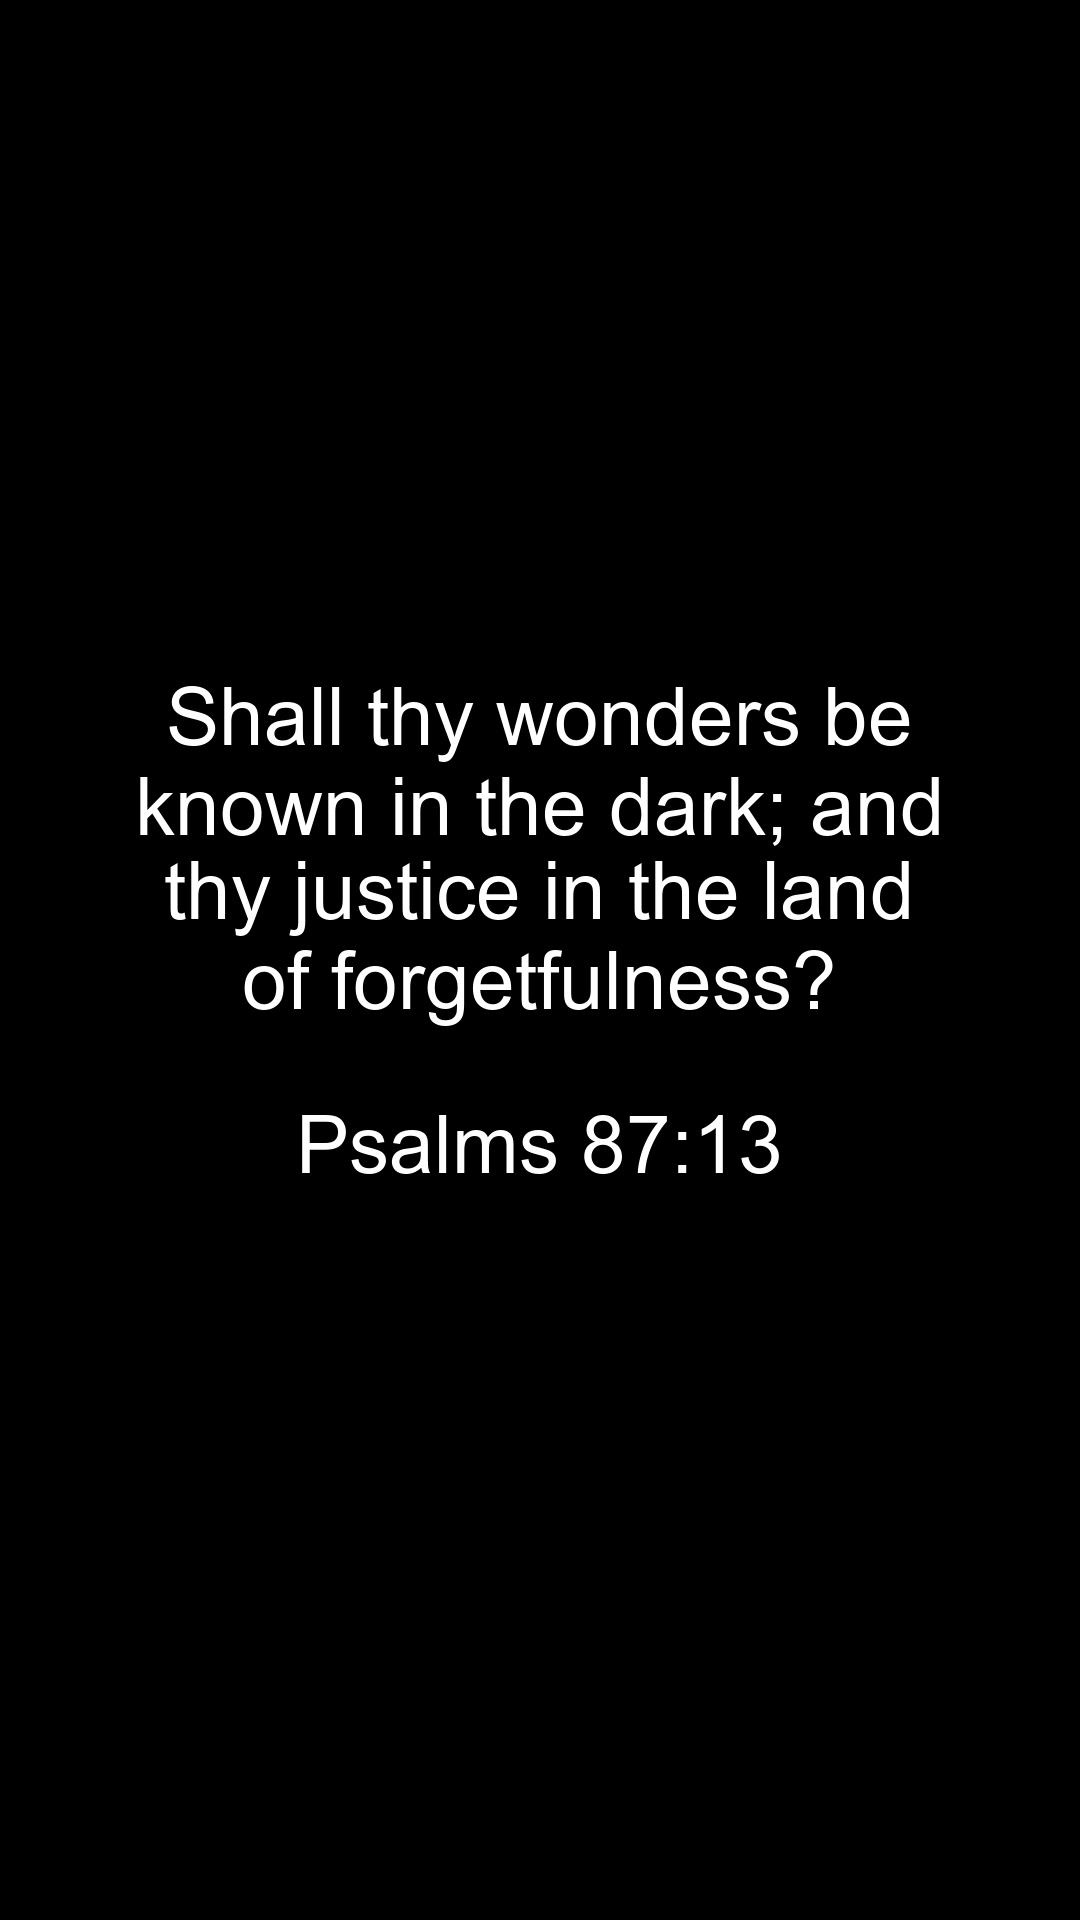 Shall thy wonders be
known in the dark; and
thy justice in the land
of forgetfulness?
Psalms 87:13